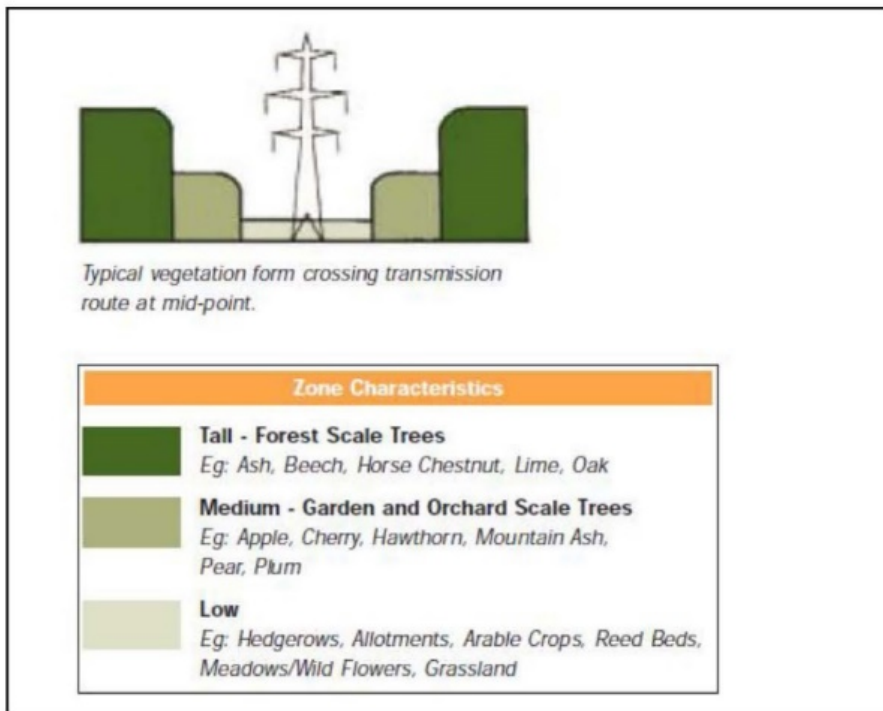 Typical vegetation form crossing transmission
route at mid-point.
Zone Characteristics
Tall - Forest Scale Trees
Eg: Ash, Beech, Horse Chestnut, Lime, Oak
Medium - Garden and Orchard Scale Trees
Eg: Apple, Cherry, Hawthorn, Mountain Ash,
Pear, Plum
Low
Eg: Hedgerows, Allotments, Arable Crops, Reed Beds,
Meadows/Wild Flowers, Grassland